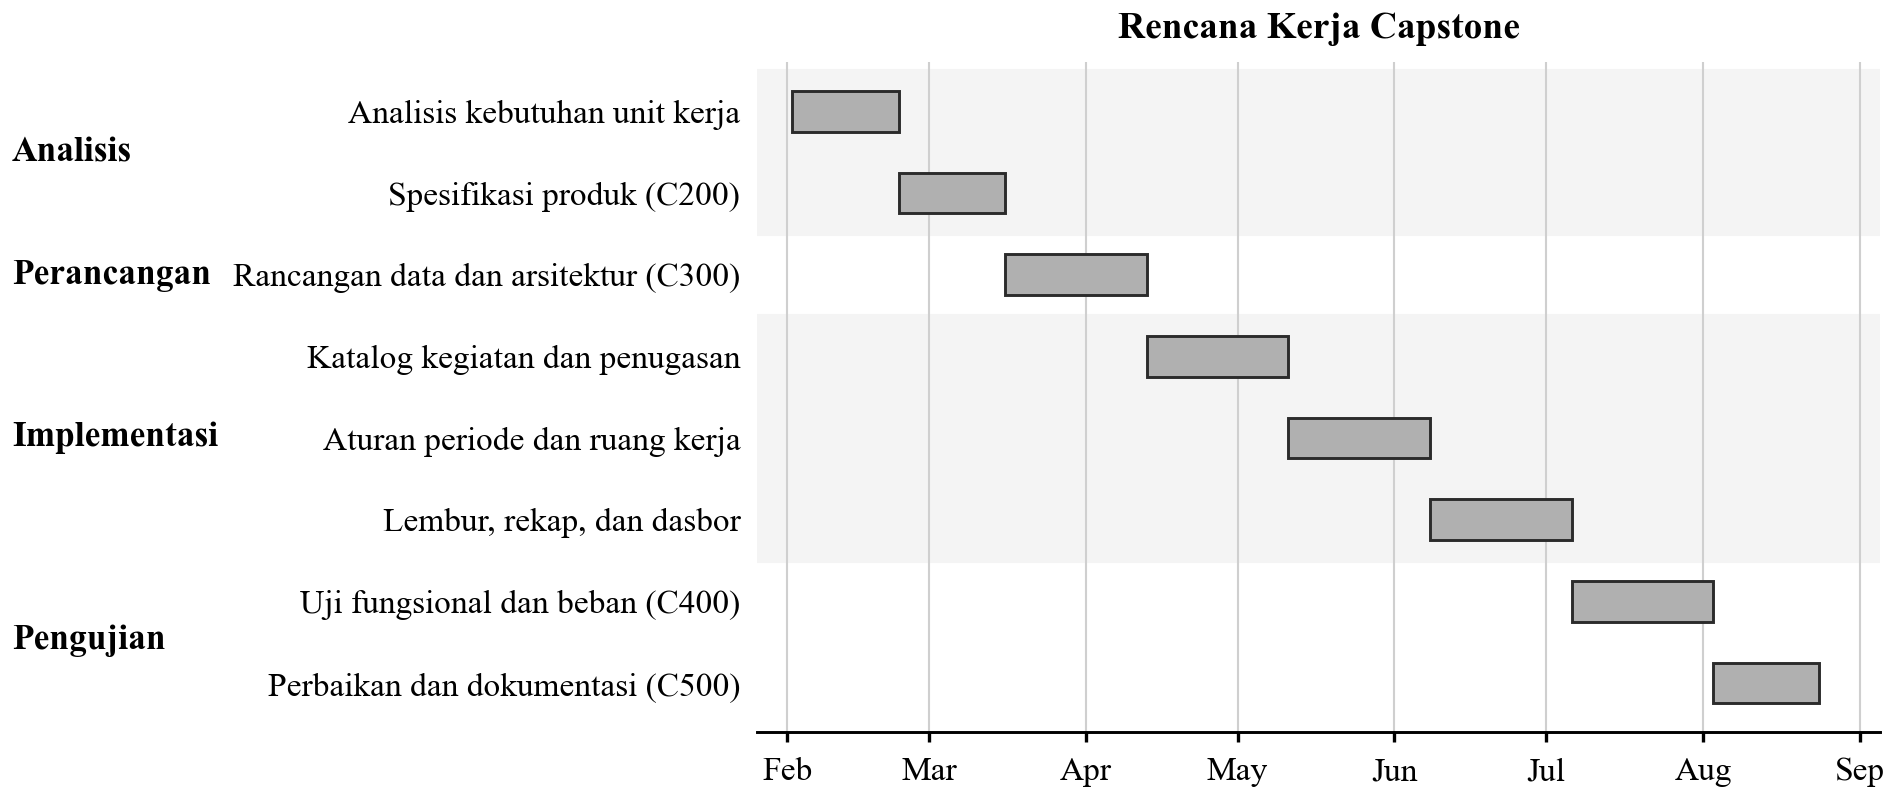 Rencana Kerja Capstone
Analisis
Analisis kebutuhan unit kerja
Spesifikasi produk (C200)
Perancangan
Rancangan data dan arsitektur (C300)
Implementasi
Katalog kegiatan dan penugasan
Aturan periode dan ruang kerja
Lembur, rekap, dan dasbor
Pengujian
Uji fungsional dan beban (C400)
Perbaikan dan dokumentasi (C500)
Feb Mar Apr May Jun Jul Aug Sep